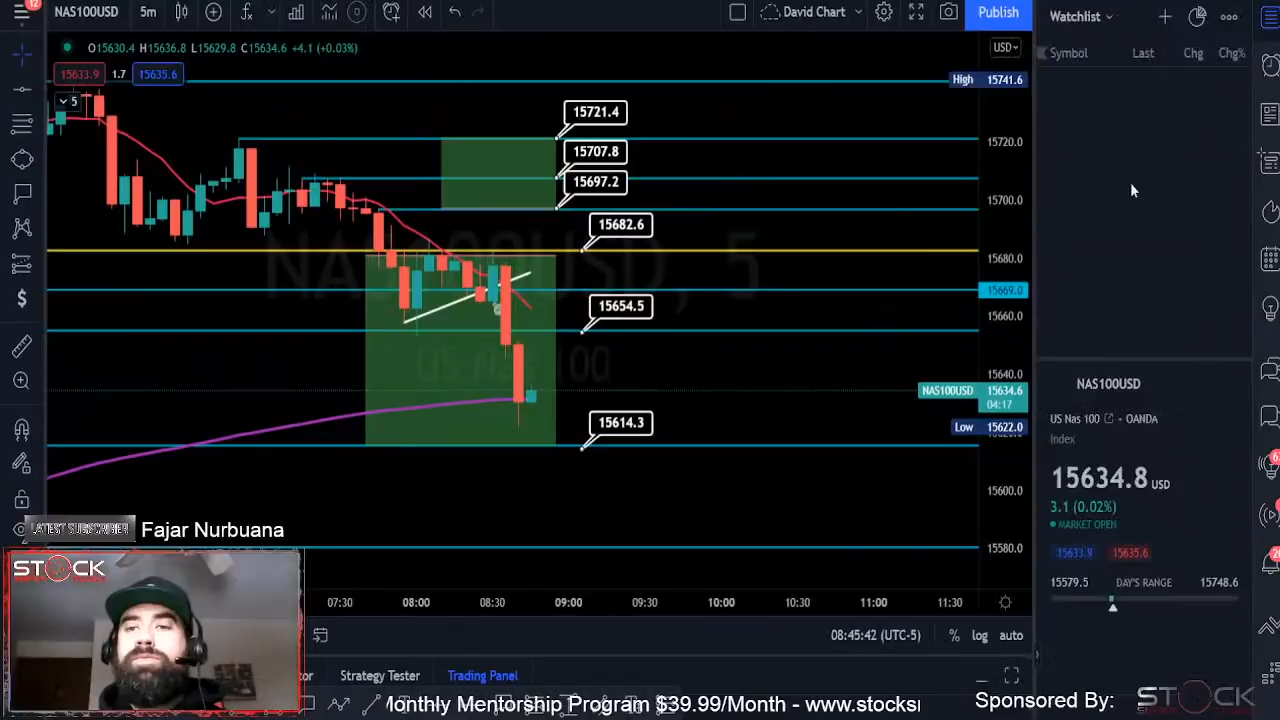 12
NAS100USD 5m David Chart Publish Watchlist
O15630.4 H15636.8 L15629.8 C15634.6 +4.1 (+0.03%) USD Symbol Last Chg Chg%
15633.9 1.7 15635.6 High 15741.6
5
15721.4
15720.0
15707.8
15697.2
15700.0
15682.6
NAS100USD, 5
15680.0
15669.0
15654.5
15660.0
US Nas 100
15640.0
NAS100USD 15634.6
04:17
NAS100USD
15614.3
Low 15622.0
US Nas 100 - OANDA
Index
15634.8 USD
15600.0
3.1 (0.02%)
MARKET OPEN
LATEST SUBSCRIBER Fajar Nurbuana
15580.0
15633.9 15635.6
STOCK
15579.5 DAY'S RANGE 15748.6
07:30 08:00 08:30 09:00 09:30 10:00 10:30 11:00 11:30
08:45:42 (UTC-5) % log auto
Strategy Tester Trading Panel
Monthly Mentorship Program $39.99/Month - www.stocks
Sponsored By: STOCK